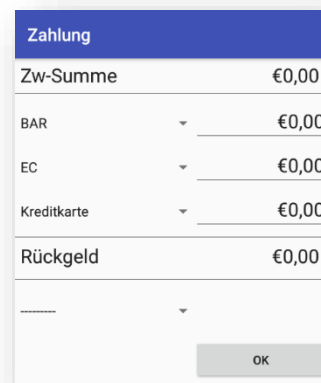 Zahlung
Zw-Summe €0,00
BAR €0,00
EC €0,00
Kreditkarte €0,00
Rückgeld €0,00
---------
OK